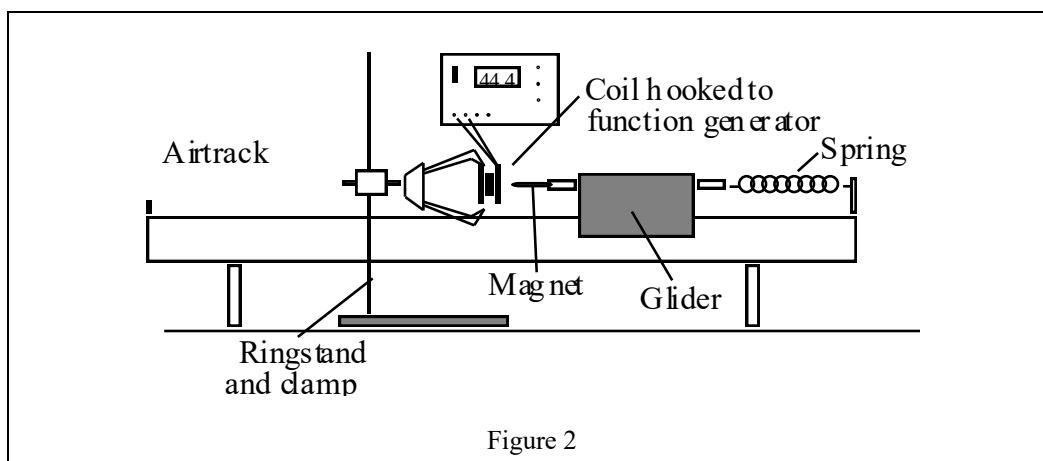 44.4
Coil hooked to
function generator
Airtrack
Spring
Magnet
Glider
Ringstand
and clamp
Figure 2